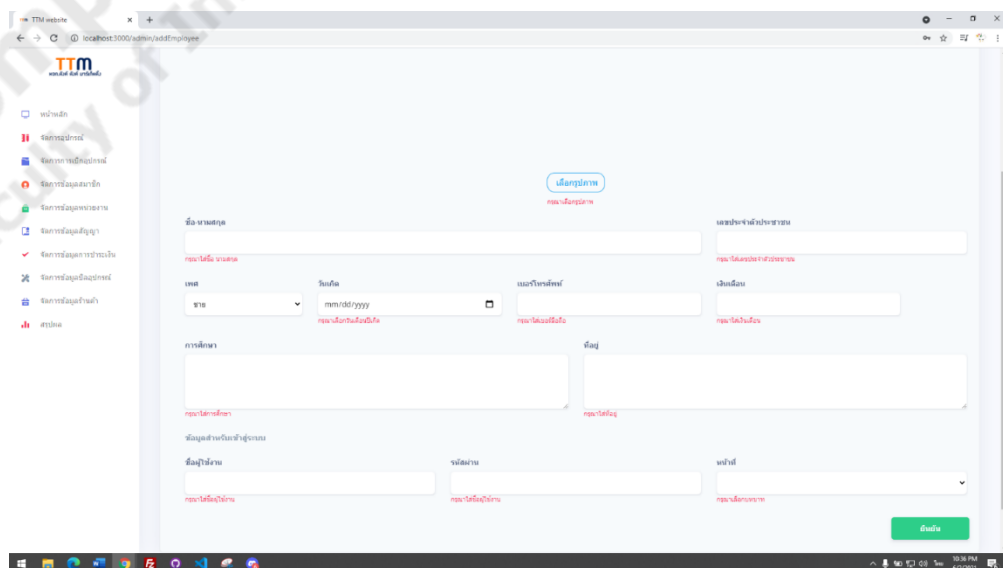 TTM website
localhost:3000/admin/addEmployee
TTM
หน้าหลัก
จัดการอุปกรณ์
จัดการการเบิกอุปกรณ์
จัดการข้อมูลสมาชิก
จัดการข้อมูลพนักงาน
จัดการข้อมูลสัญญา
จัดการข้อมูลการชำระเงิน
จัดการข้อมูลบิลอุปกรณ์
จัดการข้อมูลร้านค้า
สรุปผล
เลือกรูปภาพ
กรุณาเลือกรูปภาพ
ชื่อ-นามสกุล เลขประจำตัวประชาชน
กรุณาใส่ชื่อ นามสกุล กรุณาใส่เลขประจำตัวประชาชน
เพศ วันเกิด เบอร์โทรศัพท์ เงินเดือน
ชาย mm/dd/yyyy
กรุณาเลือกวันเดือนปีเกิด กรุณาใส่เบอร์มือถือ กรุณาใส่เงินเดือน
การศึกษา ที่อยู่
กรุณาใส่การศึกษา กรุณาใส่ที่อยู่
ข้อมูลสำหรับเข้าสู่ระบบ
ชื่อผู้ใช้งาน รหัสผ่าน หน้าที่
กรุณาใส่ชื่อผู้ใช้งาน กรุณาใส่ชื่อผู้ใช้งาน กรุณาเลือกบทบาท
ยืนยัน
10:36 PM